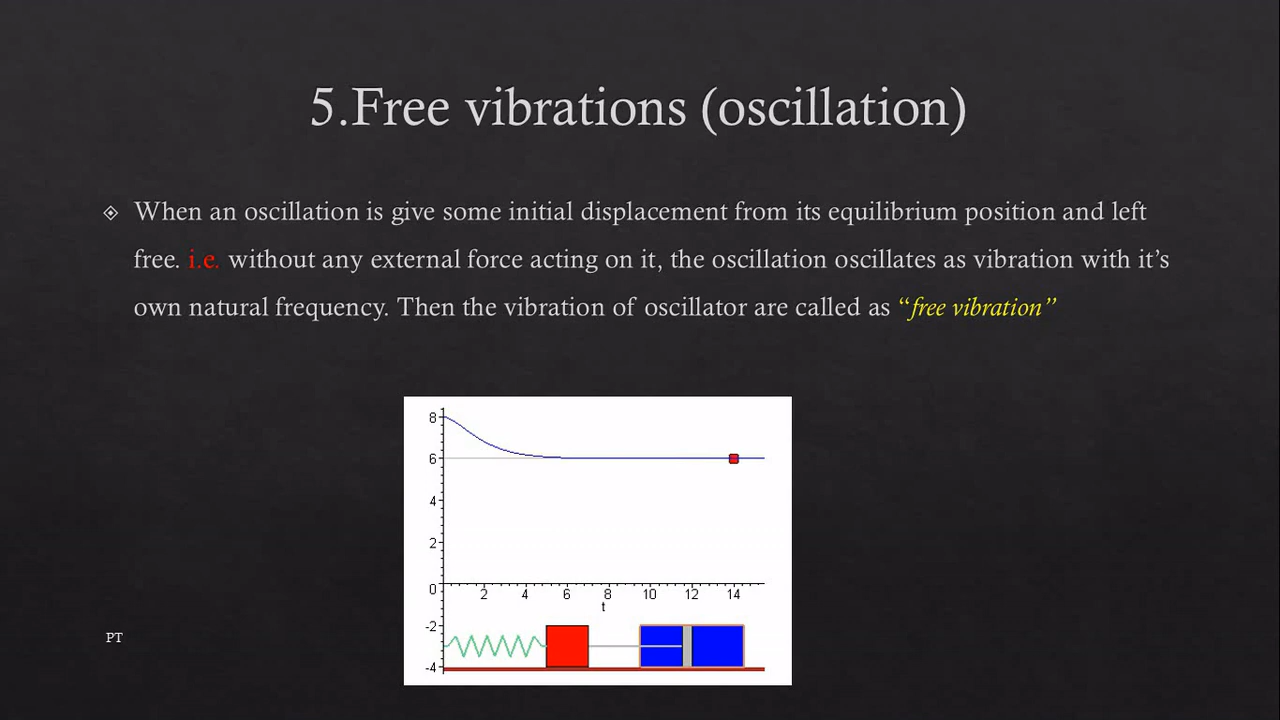 5.Free vibrations (oscillation)
When an oscillation is give some initial displacement from its equilibrium position and left
free. i.e. without any external force acting on it, the oscillation oscillates as vibration with it’s
own natural frequency. Then the vibration of oscillator are called as “free vibration”
8
6
4
2
0
2 4 6 8 10 12 14
t
-2
-4
PT